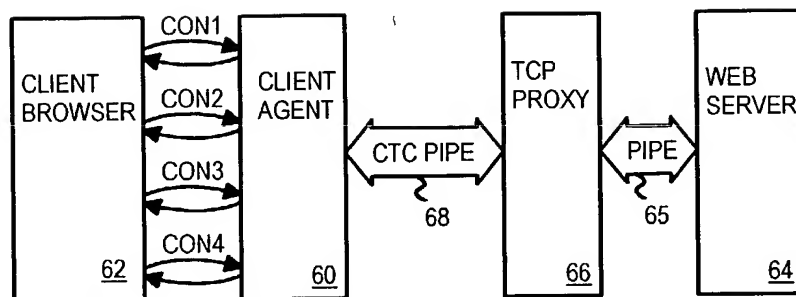 CON1
CLIENT
BROWSER
CON2
CON3
CON4
62
CLIENT
AGENT
60
CTC PIPE
68
TCP
PROXY
66
PIPE
65
WEB
SERVER
64